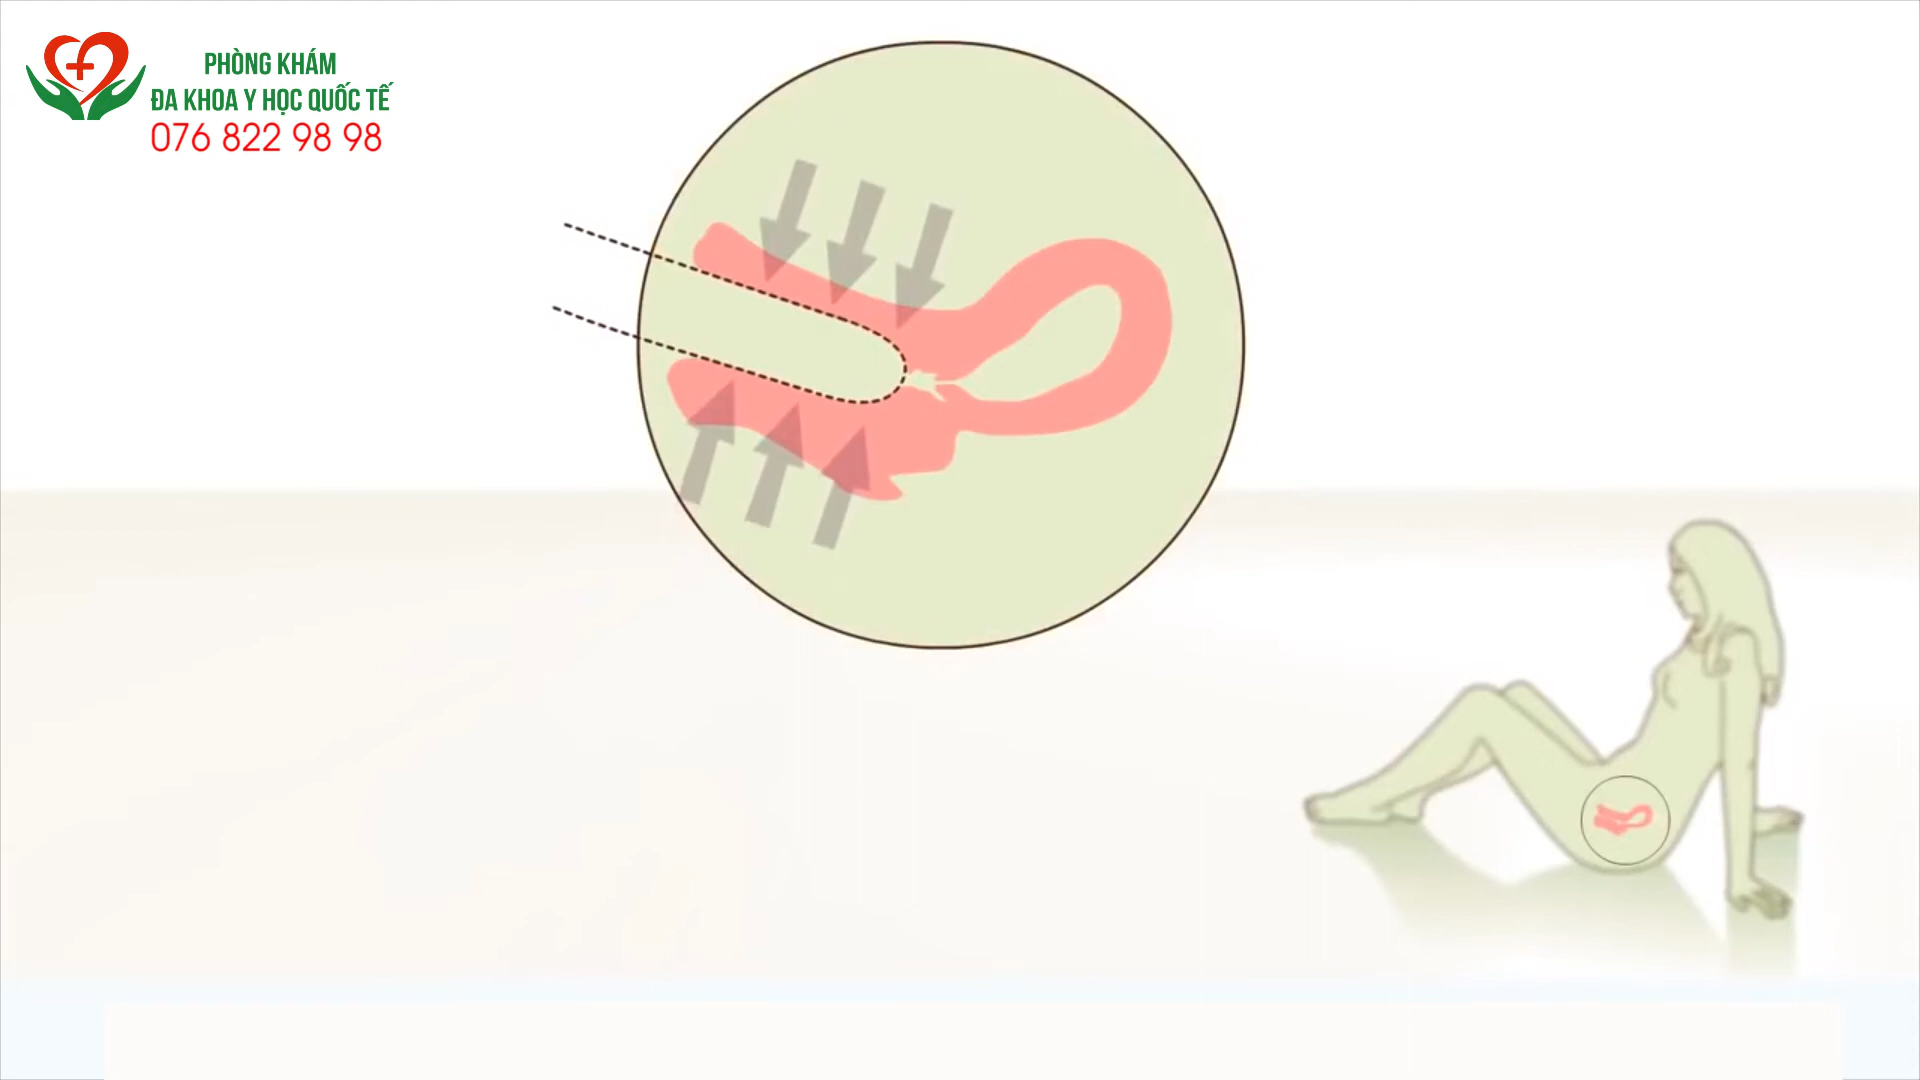 PHÒNG KHÁM
ĐA KHOA Y HỌC QUỐC TẾ
076 822 98 98